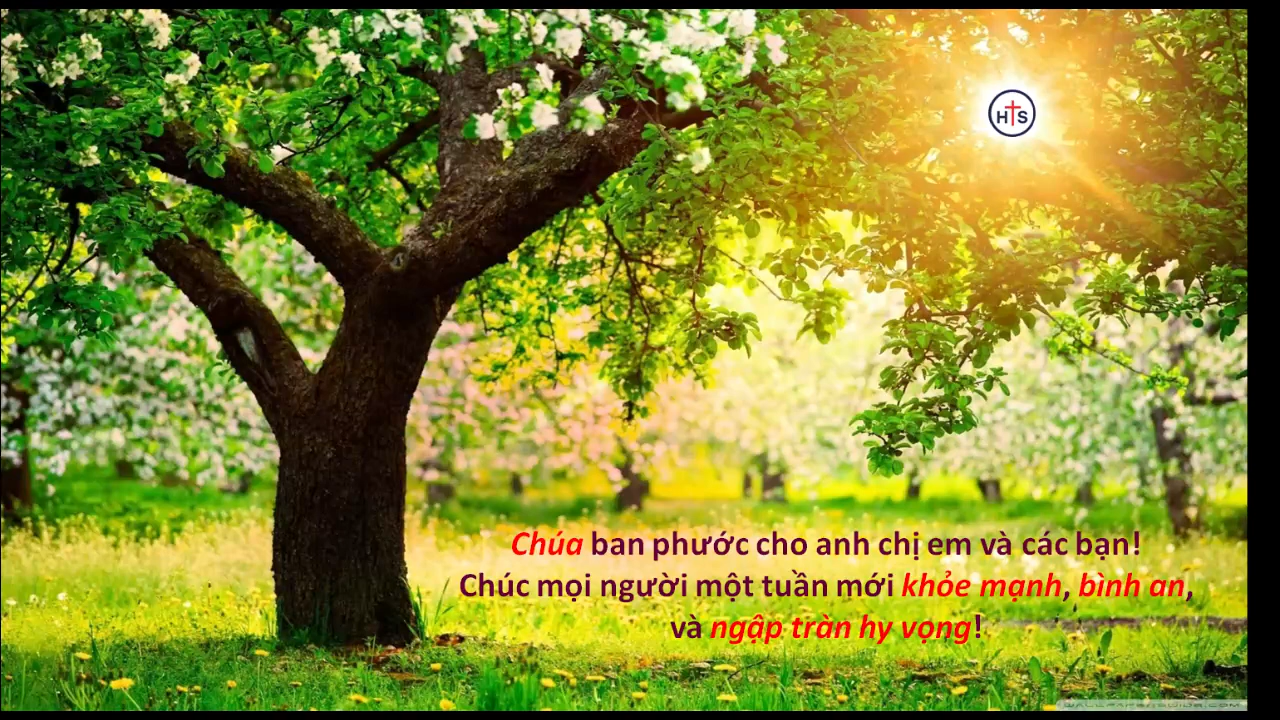 HTS
Chúa ban phước cho anh chị em và các bạn!
Chúc mọi người một tuần mới khỏe mạnh, bình an,
và ngập tràn hy vọng!